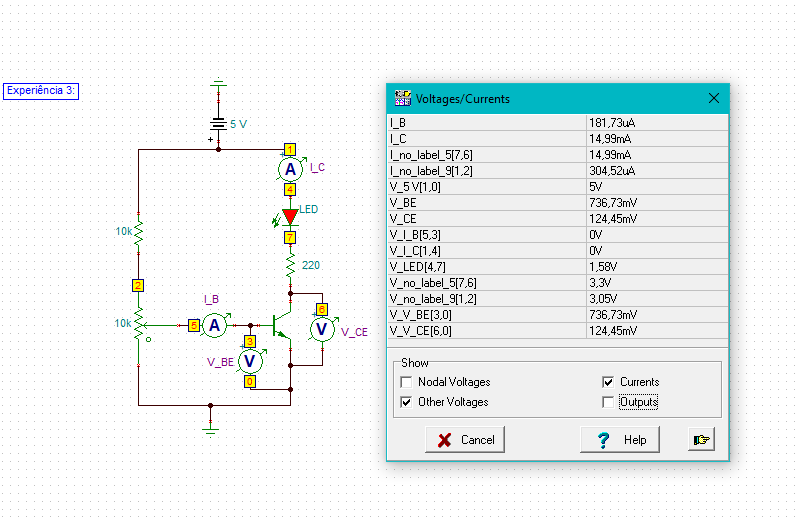 Experiência 3:
5 V
+
1
A
I_C
+
4
LED
7
10k
220
2
10k
I_B
5
A
+
3
V
V_BE
0
6
V
V_CE
Voltages/Currents
I_B 181,73uA
I_C 14,99mA
I_no_label_5[7,6] 14,99mA
I_no_label_9[1,2] 304,52uA
V_5 V[1,0] 5V
V_BE 736,73mV
V_CE 124,45mV
V_I_B[5,3] 0V
V_I_C[1,4] 0V
V_LED[4,7] 1,58V
V_no_label_5[7,6] 3,3V
V_no_label_9[1,2] 3,05V
V_V_BE[3,0] 736,73mV
V_V_CE[6,0] 124,45mV
Show
Nodal Voltages
Currents
Other Voltages
Outputs
Cancel
? Help